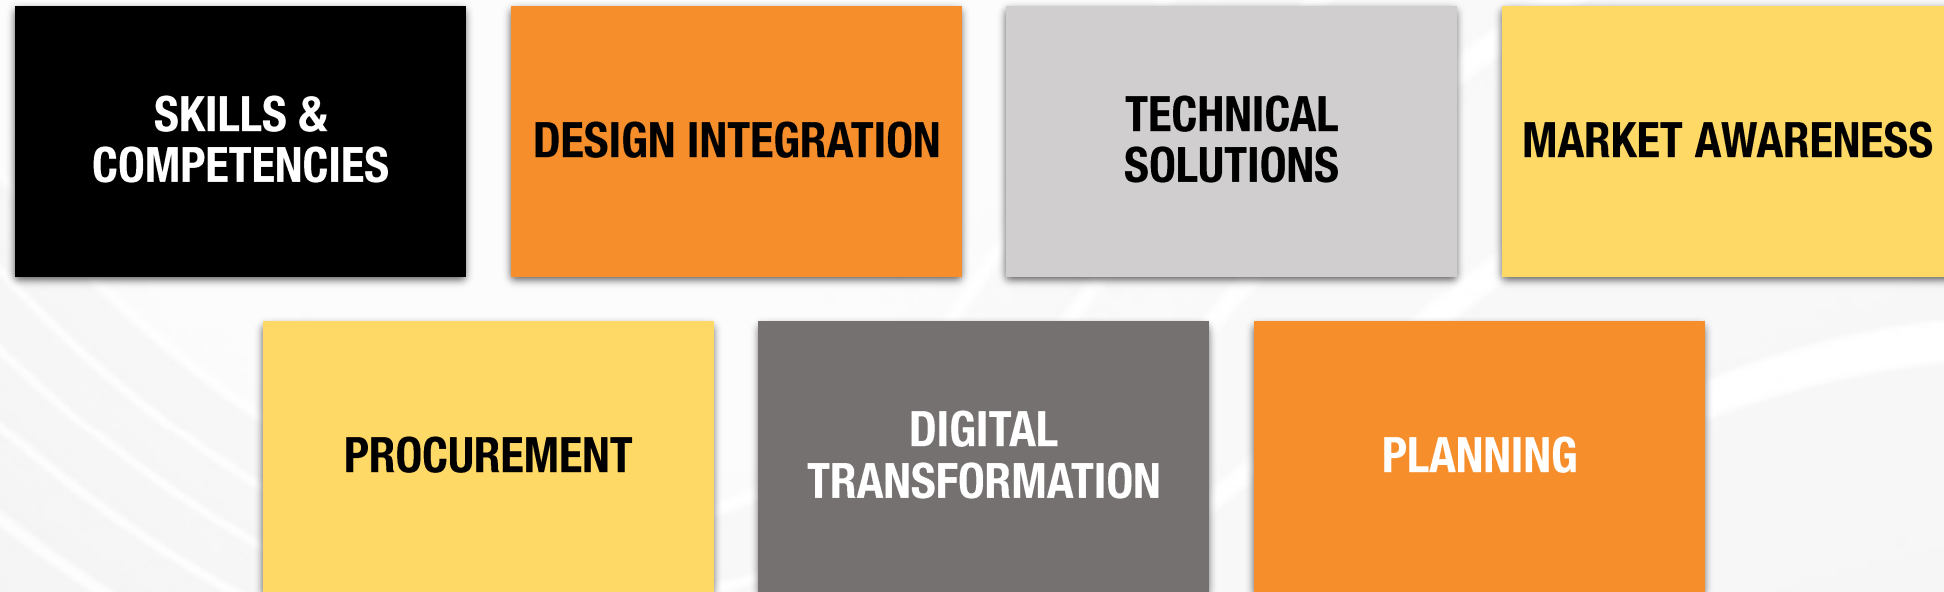 SKILLS &
COMPETENCIES
DESIGN INTEGRATION
TECHNICAL
SOLUTIONS
MARKET AWARENESS
PROCUREMENT
DIGITAL
TRANSFORMATION
PLANNING